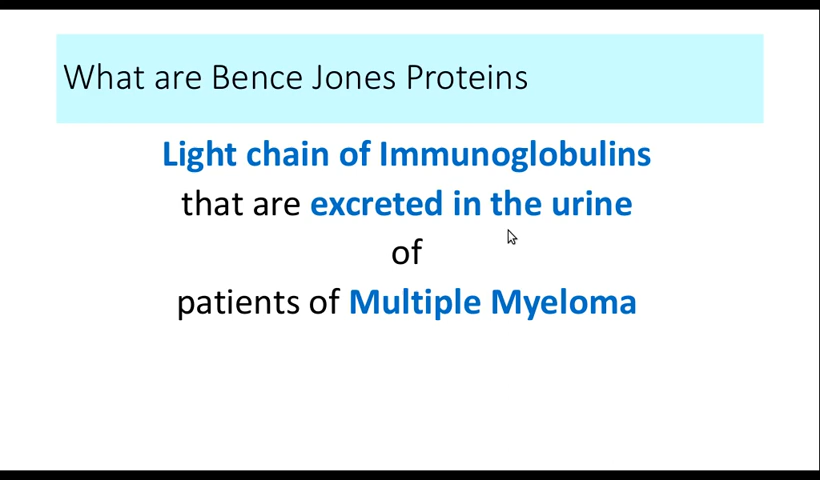 What are Bence Jones Proteins
Light chain of Immunoglobulins
that are excreted in the urine
of
patients of Multiple Myeloma